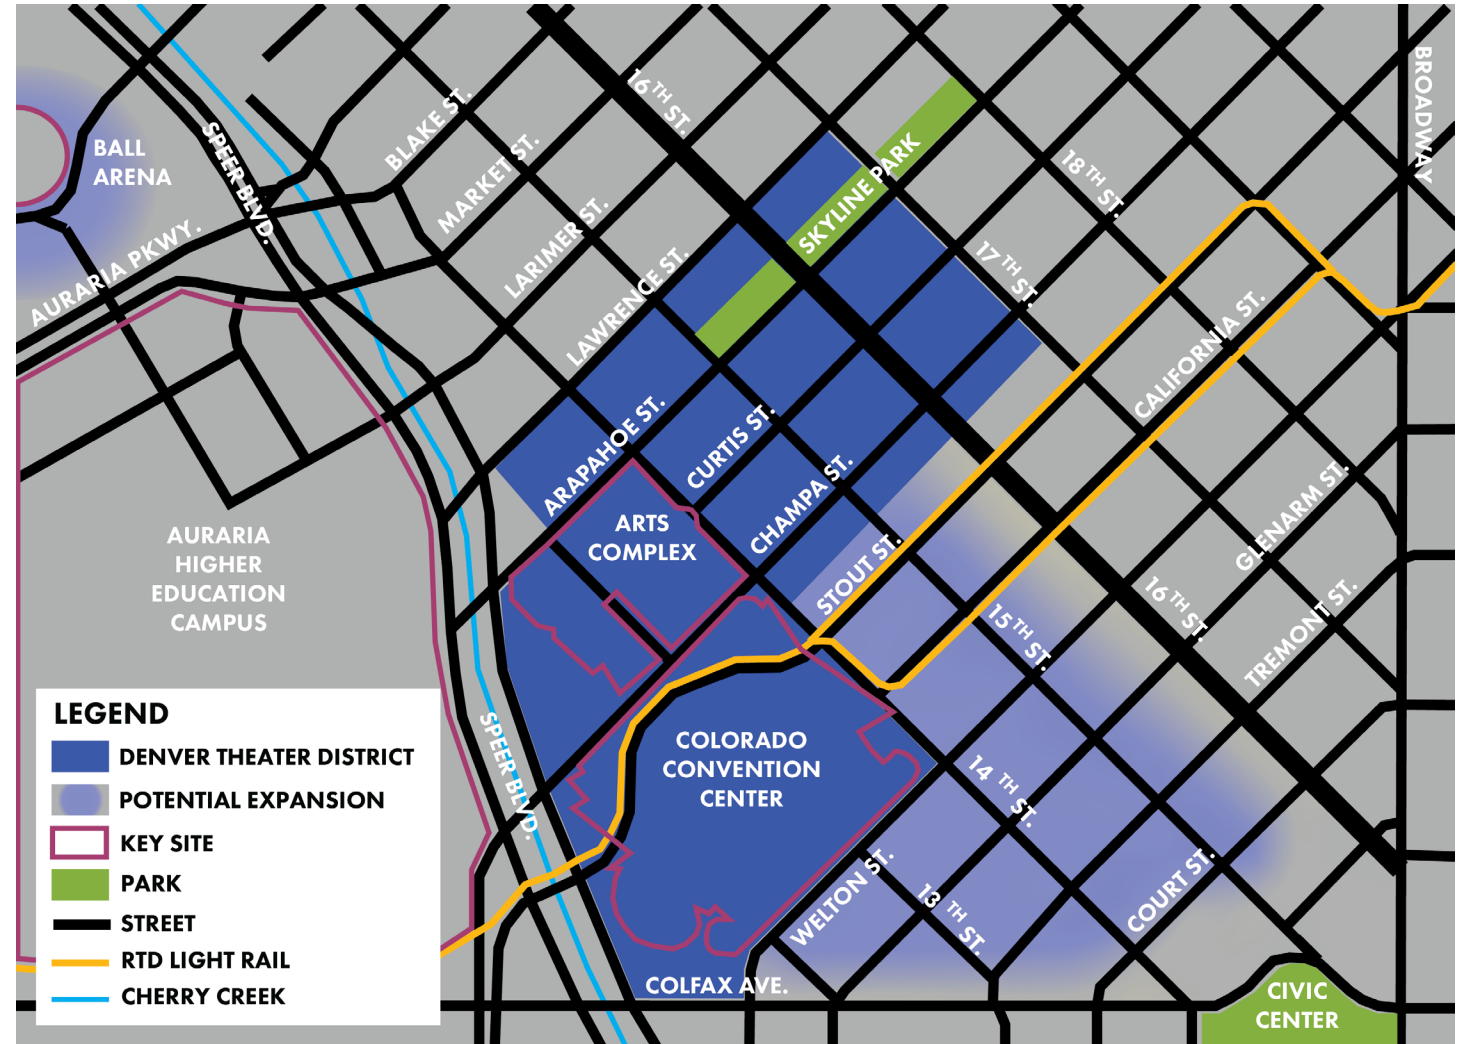 BROADWAY
16TH ST.
BLAKE ST.
SPEER BLVD.
BALL
ARENA
MARKET ST.
SKYLINE PARK
18TH ST.
LARIMER ST.
AURARIA PKWY.
17TH ST.
LAWRENCE ST.
CALIFORNIA ST.
ARAPAHOE ST.
CURTIS ST.
CHAMPA ST.
GLENARM ST.
ARTS
COMPLEX
STOUT ST.
AURARIA
HIGHER
EDUCATION
CAMPUS
15TH ST.
16TH ST.
TREMONT ST.
SPEER BLVD.
COLORADO
CONVENTION
CENTER
14TH ST.
WELTON ST.
13TH ST.
COURT ST.
COLFAX AVE.
CIVIC
CENTER
LEGEND
DENVER THEATER DISTRICT
POTENTIAL EXPANSION
KEY SITE
PARK
STREET
RTD LIGHT RAIL
CHERRY CREEK